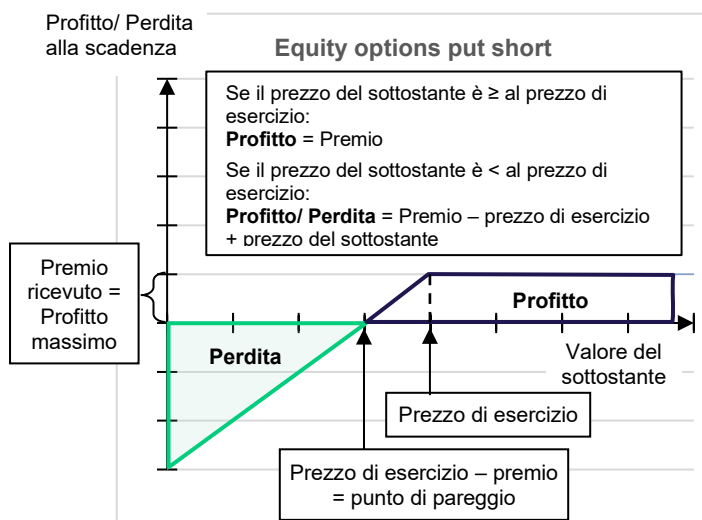 Profitto/ Perdita
alla scadenza
Equity options put short
Se il prezzo del sottostante è ≥ al prezzo di
esercizio:
Profitto = Premio
Se il prezzo del sottostante è < al prezzo di
esercizio:
Profitto/ Perdita = Premio – prezzo di esercizio
+ prezzo del sottostante
Premio
ricevuto =
Profitto
massimo
Profitto
Perdita
Valore del
sottostante
Prezzo di esercizio
Prezzo di esercizio – premio
= punto di pareggio